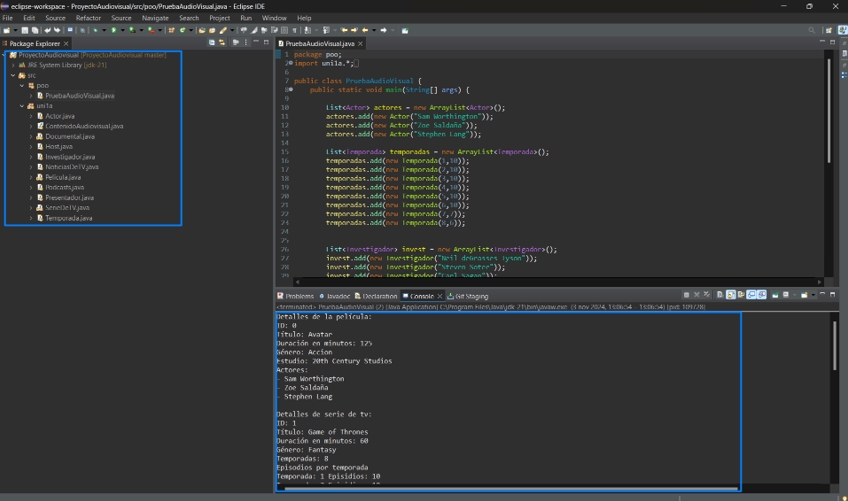 eclipse-workspace - ProyectoAudiovisual/src/poo/PruebaAudioVisual.java - Eclipse IDE
File Edit Source Refactor Source Navigate Search Project Run Window Help
Package Explorer
ProyectoAudiovisual [ProyectoAudiovisual master]
JRE System Library [jdk-21]
src
poo
PruebaAudioVisual.java
uni1a
Actor.java
ContenidoAudiovisual.java
Documental.java
Host.java
Investigador.java
NoticiasDeTV.java
Pelicula.java
Podcasts.java
Presentador.java
SerieDeTV.java
Temporada.java
PruebaAudioVisual.java
1 package poo;
2 import uni1a.*;
6
7 public class PruebaAudioVisual {
8 public static void main(String[] args) {
9
10 List<Actor> actores = new ArrayList<Actor>();
11 actores.add(new Actor("Sam Worthington"));
12 actores.add(new Actor("Zoe Saldaña"));
13 actores.add(new Actor("Stephen Lang"));
14
15 List<Temporada> temporadas = new ArrayList<Temporada>();
16 temporadas.add(new Temporada(1,10));
17 temporadas.add(new Temporada(2,10));
18 temporadas.add(new Temporada(3,10));
19 temporadas.add(new Temporada(4,10));
20 temporadas.add(new Temporada(5,10));
21 temporadas.add(new Temporada(6,10));
22 temporadas.add(new Temporada(7,7));
23 temporadas.add(new Temporada(8,6));
24
25
26 List<Investigador> invest = new ArrayList<Investigador>();
27 invest.add(new Investigador("Neil deGrasses Tyson"));
28 invest.add(new Investigador("Steven Soter"));
29 invest.add(new Investigador("Carl Sagan"));
Problems Javadoc Declaration Console Git Staging
<terminated> PruebaAudioVisual (2) [Java Application] C:\Program Files\Java\jdk-21\bin\javaw.exe (3 nov 2024, 13:06:54 – 13:06:54) [pid: 109728]
Detalles de la película:
ID: 0
Título: Avatar
Duración en minutos: 125
Género: Accion
Estudio: 20th Century Studios
Actores:
- Sam Worthington
- Zoe Saldaña
- Stephen Lang
Detalles de serie de tv:
ID: 1
Título: Game of Thrones
Duración en minutos: 60
Género: Fantasy
Temporadas: 8
Episodios por temporada
Temporada: 1 Episidios: 10